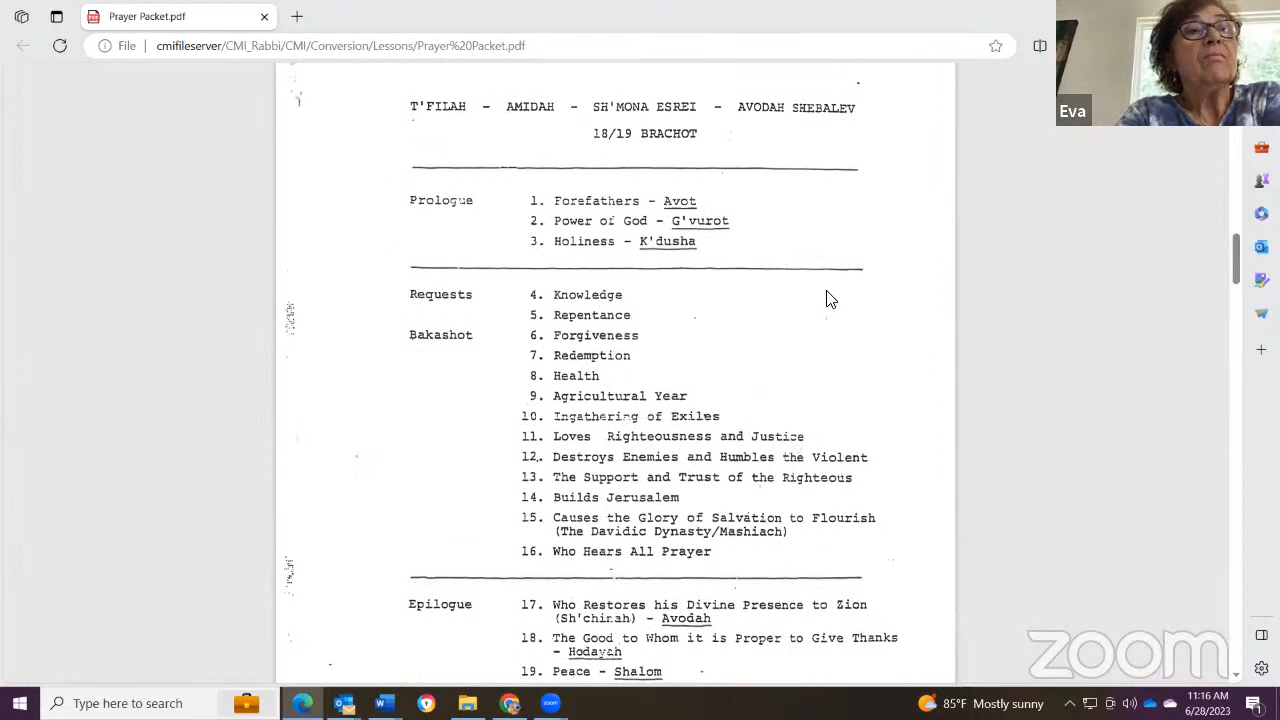 Prayer Packet.pdf
File
cmifileserver/CMI_Rabbi/CMI/Conversion/Lessons/Prayer%20Packet.pdf
Eva
T'FILAH - AMIDAH - SH'MONA ESREI - AVODAH SHEBALEV
18/19 BRACHOT
Prologue 1. Forefathers - Avot
2. Power of God - G'vurot
3. Holiness - K'dusha
Requests 4. Knowledge
5. Repentance
Bakashot 6. Forgiveness
7. Redemption
8. Health
9. Agricultural Year
10. Ingathering of Exiles
11. Loves Righteousness and Justice
12. Destroys Enemies and Humbles the Violent
13. The Support and Trust of the Righteous
14. Builds Jerusalem
15. Causes the Glory of Salvation to Flourish
(The Davidic Dynasty/Mashiach)
16. Who Hears All Prayer
Epilogue 17. Who Restores his Divine Presence to Zion
(Sh'chinah) - Avodah
18. The Good to Whom it is Proper to Give Thanks
- Hodayah
19. Peace - Shalom
zoom
Type here to search
zoom
85°F Mostly sunny
11:16 AM
6/28/2023